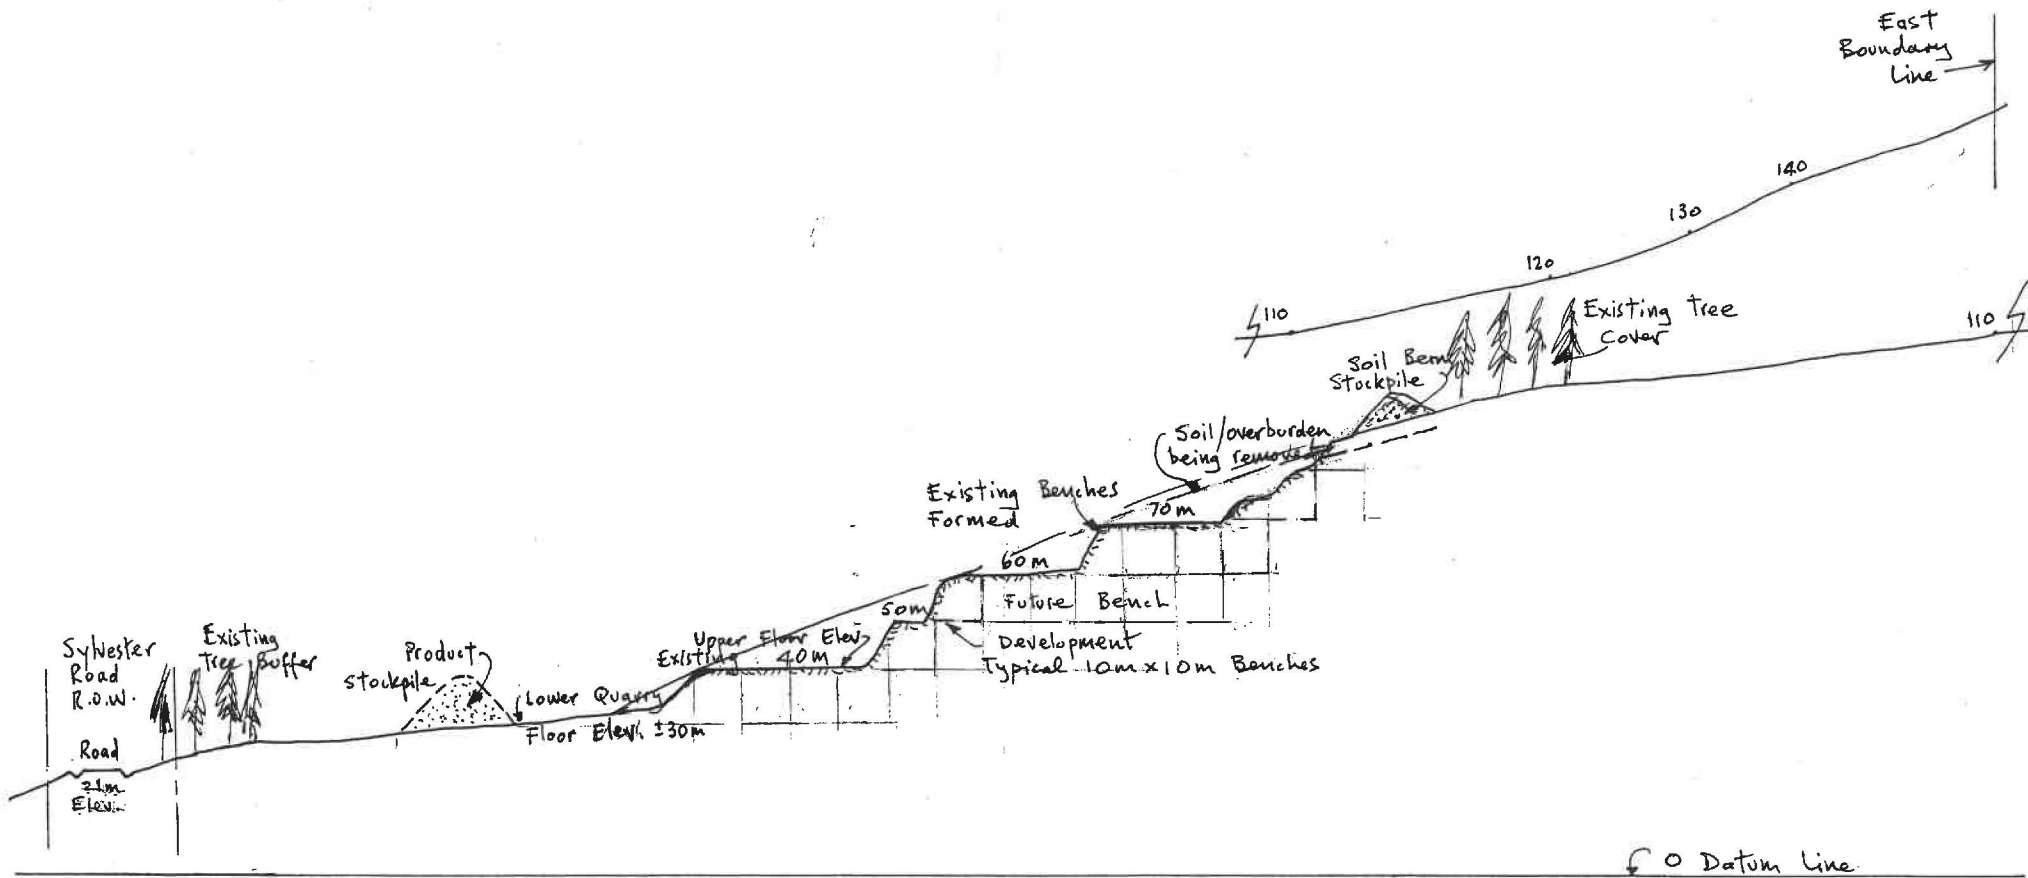 East
Boundary
Line
140
130
120
110
Existing Tree
Cover
110
Soil Berm
Stockpile
Soil/overburden
being removed
Existing Benches
Formed
70m
60m
50m
Future Bench
Development
Typical 10m x 10m Benches
Upper Floor Elev.
Existing
40m
Sylvester
Road
R.O.W.
Existing
Tree Buffer
Product
Stockpile
Lower Quarry
Floor Elev. ±30m
Road
21m
Elev.
0 Datum Line